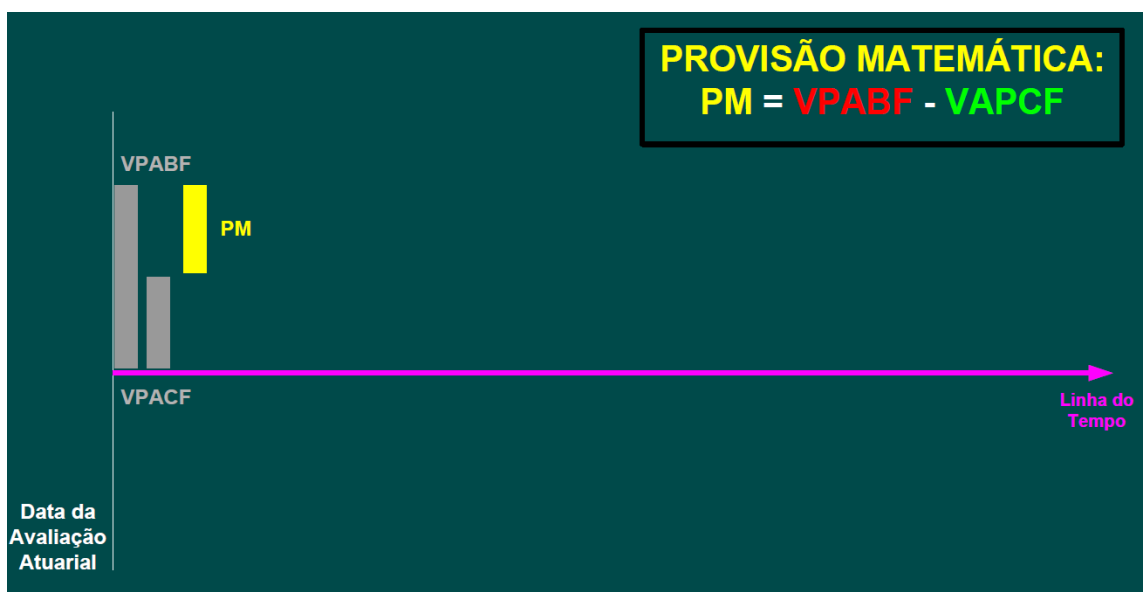 PROVISÃO MATEMÁTICA:
PM = VPABF - VAPCF
VPABF
PM
VPACF
Linha do
Tempo
Data da
Avaliação
Atuarial